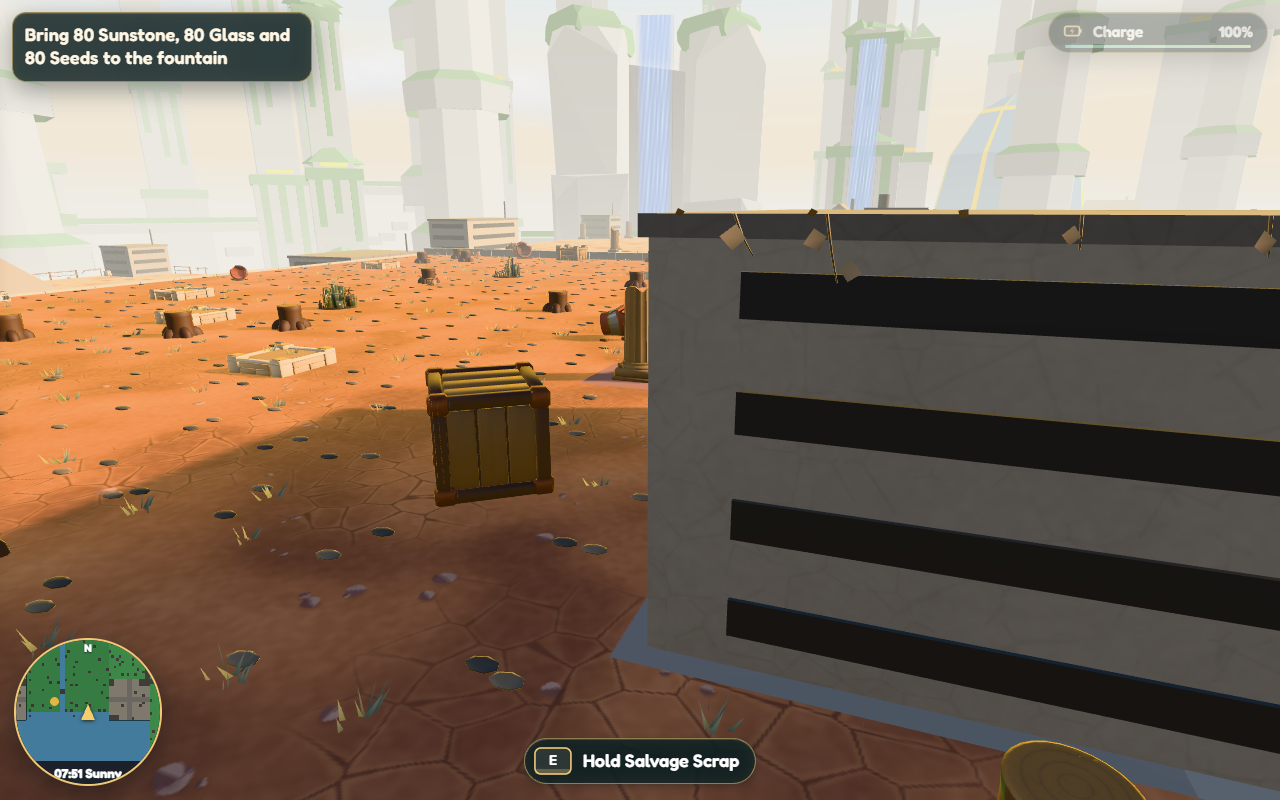 Bring 80 Sunstone, 80 Glass and
80 Seeds to the fountain
Charge 100%
N
07:51 Sunny
E Hold Salvage Scrap